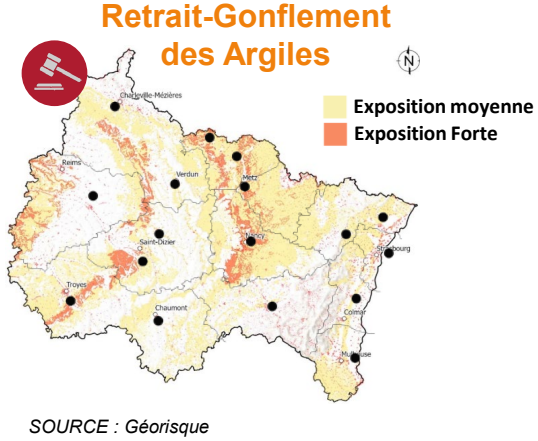 Retrait-Gonflement
des Argiles
N
Exposition moyenne
Exposition Forte
Charleville-Mézières
Reims
Verdun
Metz
Saint-Dizier
Nancy
Strasbourg
Troyes
Chaumont
Colmar
Mulhouse
SOURCE : Géorisque